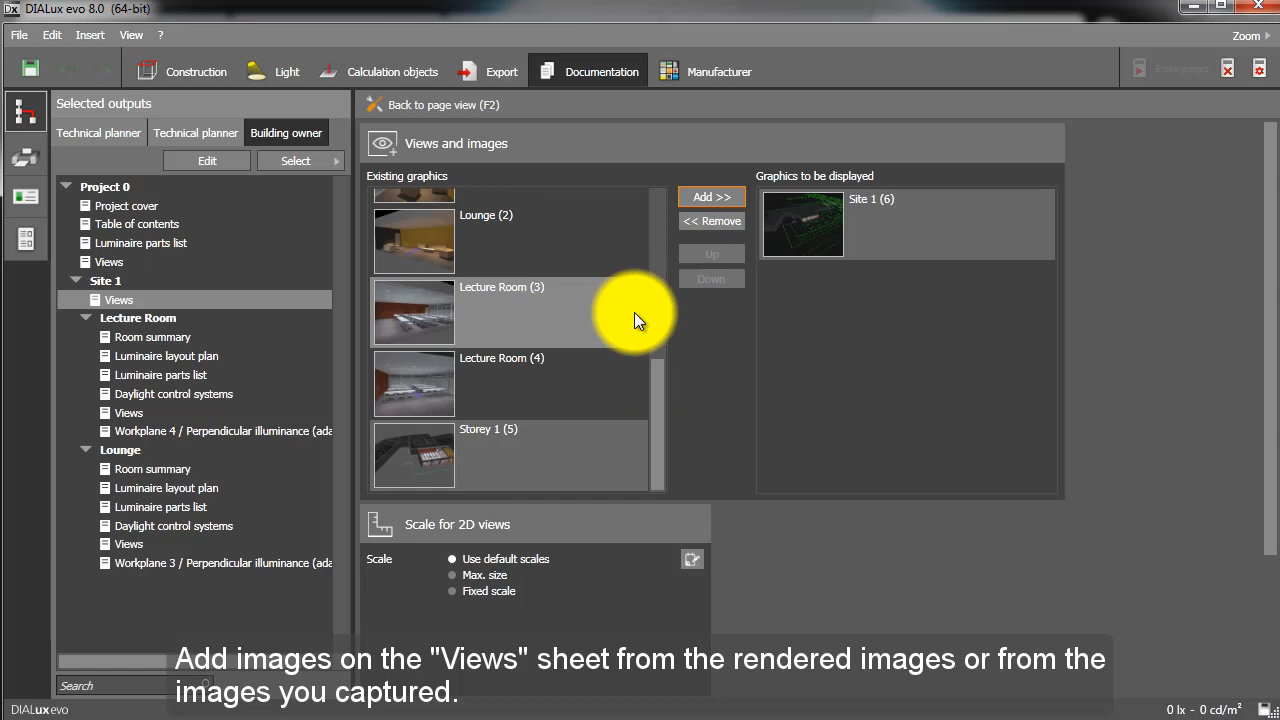 DIALux evo 8.0 (64-bit)
File Edit Insert View ?
Zoom
Construction Light Calculation objects Export Documentation Manufacturer
Entire project
Selected outputs
Technical planner Technical planner Building owner
Edit Select
Project 0
Project cover
Table of contents
Luminaire parts list
Views
Site 1
Views
Lecture Room
Room summary
Luminaire layout plan
Luminaire parts list
Daylight control systems
Views
Workplane 4 / Perpendicular illuminance (ada
Lounge
Room summary
Luminaire layout plan
Luminaire parts list
Daylight control systems
Views
Workplane 3 / Perpendicular illuminance (ada
Search
DIALux evo
Back to page view (F2)
Views and images
Existing graphics
Lounge (2)
Lecture Room (3)
Lecture Room (4)
Storey 1 (5)
Add >>
<< Remove
Up
Down
Graphics to be displayed
Site 1 (6)
Scale for 2D views
Scale
Use default scales
Max. size
Fixed scale
Add images on the "Views" sheet from the rendered images or from the
images you captured.
0 lx - 0 cd/m²